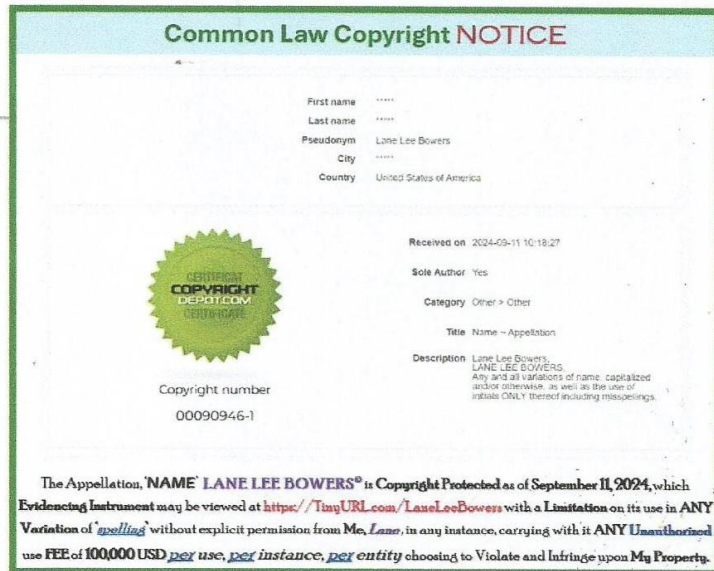 Common Law Copyright NOTICE
First name *****
Last name *****
Pseudonym Lane Lee Bowers
City *****
Country United States of America
Received on 2024-09-11 10:18:27
Sole Author Yes
Category Other > Other
Title Name – Appellation
Description Lane Lee Bowers,
LANE LEE BOWERS,
Any and all variations of name, capitalized
and/or otherwise, as well as the use of
initials ONLY thereof including misspellings.
CERTIFICAT
COPYRIGHT
DEPOT.COM
CERTIFICATE
Copyright number
00090946-1
The Appellation, 'NAME' LANE LEE BOWERS© is Copyright Protected as of September 11, 2024, which
Evidencing Instrument may be viewed at https://TinyURL.com/LaneLeeBowers with a Limitation on its use in ANY
Variation of 'spelling' without explicit permission from Me, Lane, in any instance, carrying with it ANY Unauthorized
use FEE of 100,000 USD per use, per instance, per entity choosing to Violate and Infringe upon My Property.